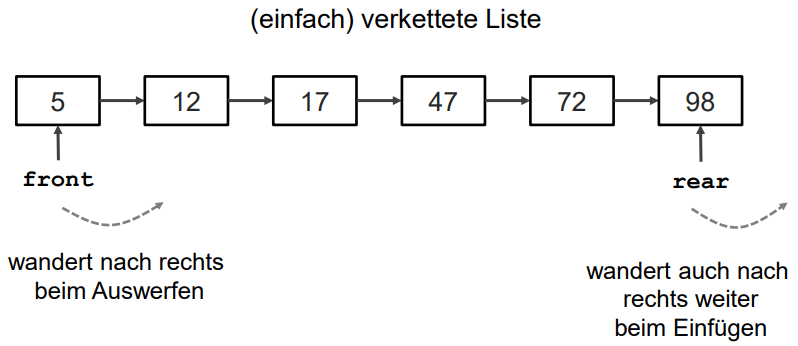 (einfach) verkettete Liste
5 12 17 47 72 98
front
rear
wandert nach rechts
beim Auswerfen
wandert auch nach
rechts weiter
beim Einfügen